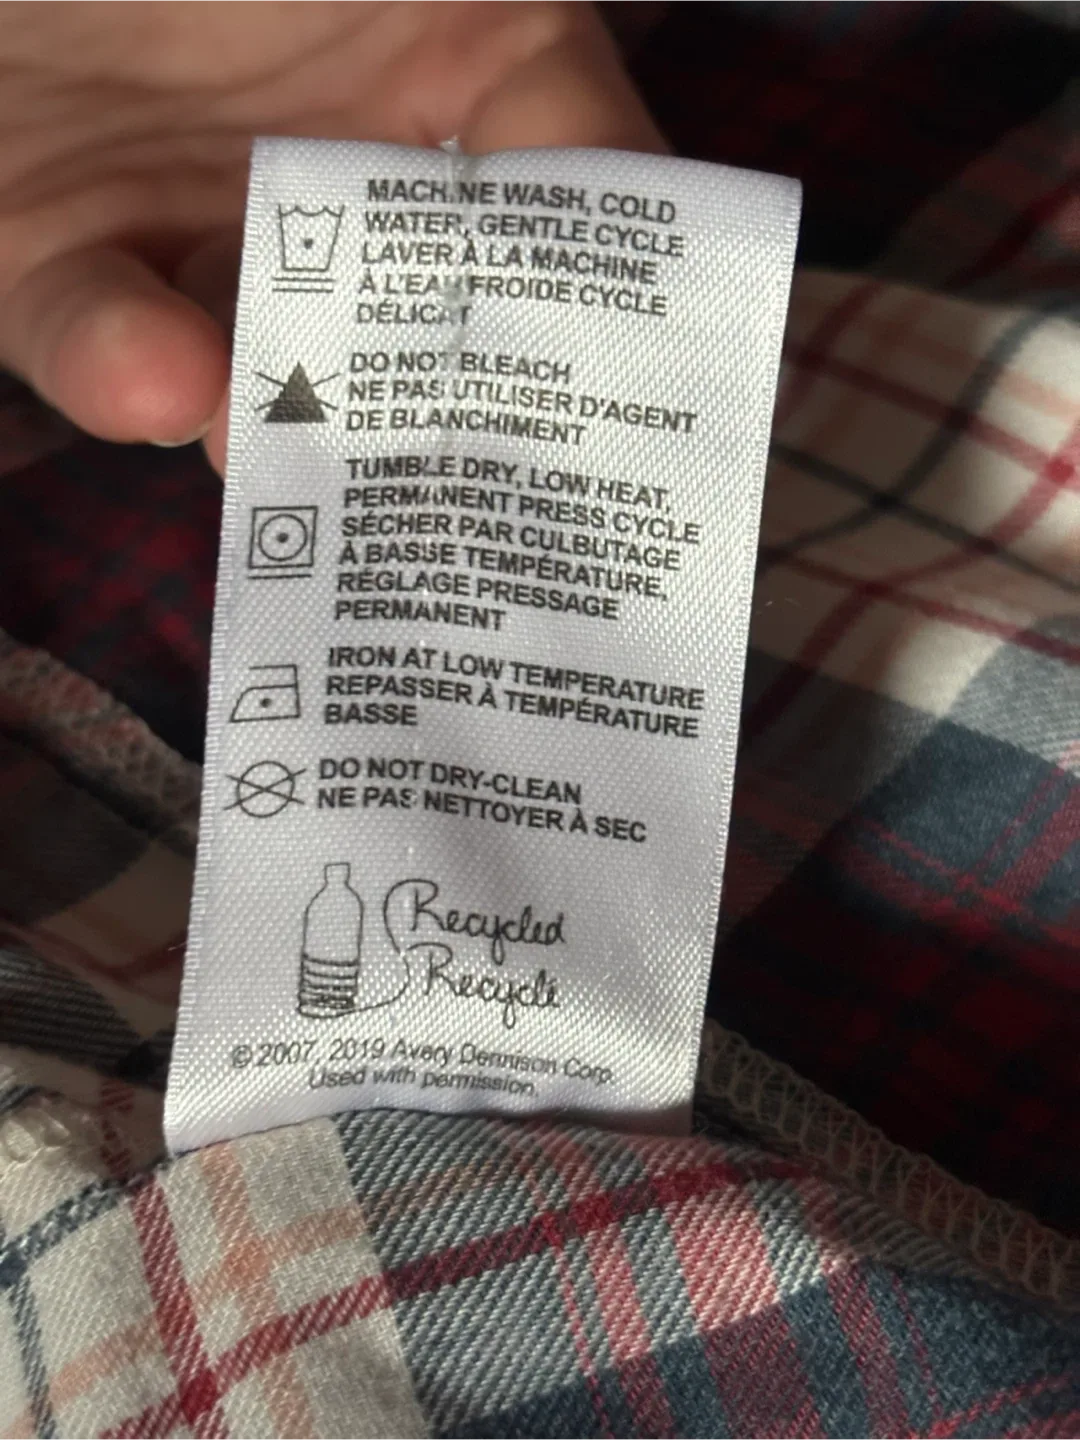 MACHINE WASH, COLD
WATER, GENTLE CYCLE
LAVER À LA MACHINE
À L'EAU FROIDE CYCLE
DÉLICAT
DO NOT BLEACH
NE PAS UTILISER D'AGENT
DE BLANCHIMENT
TUMBLE DRY, LOW HEAT,
PERMANENT PRESS CYCLE
SÉCHER PAR CULBUTAGE
À BASSE TEMPÉRATURE,
RÉGLAGE PRESSAGE
PERMANENT
IRON AT LOW TEMPERATURE
REPASSER À TEMPÉRATURE
BASSE
DO NOT DRY-CLEAN
NE PAS NETTOYER À SEC
Recycled
Recyclé
©2007, 2019 Avery Dennison Corp.
Used with permission.